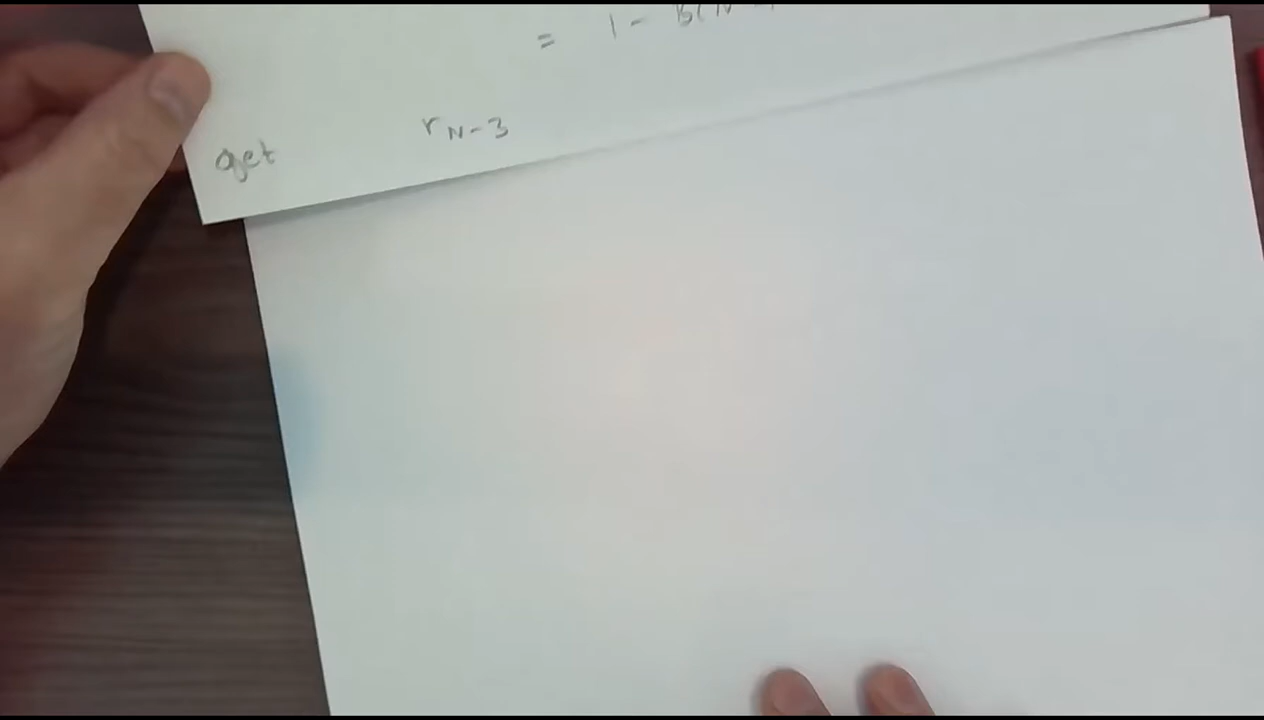 = 1 -
get r_{N-3}